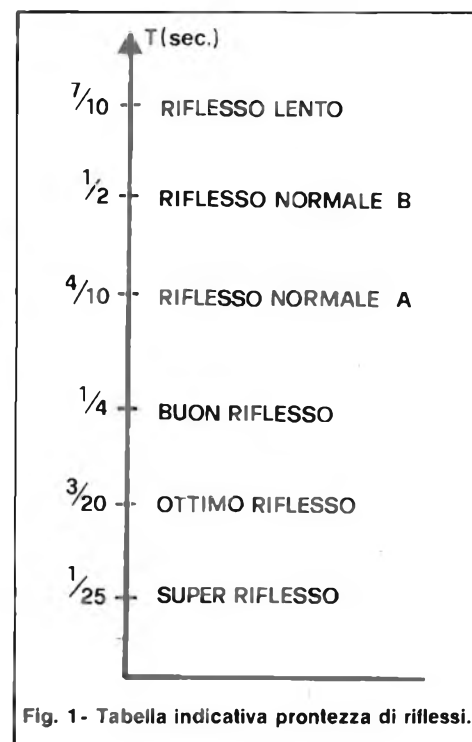 T(sec.)
7/10 RIFLESSO LENTO
1/2 RIFLESSO NORMALE B
4/10 RIFLESSO NORMALE A
1/4 BUON RIFLESSO
3/20 OTTIMO RIFLESSO
1/25 SUPER RIFLESSO
Fig. 1- Tabella indicativa prontezza di riflessi.